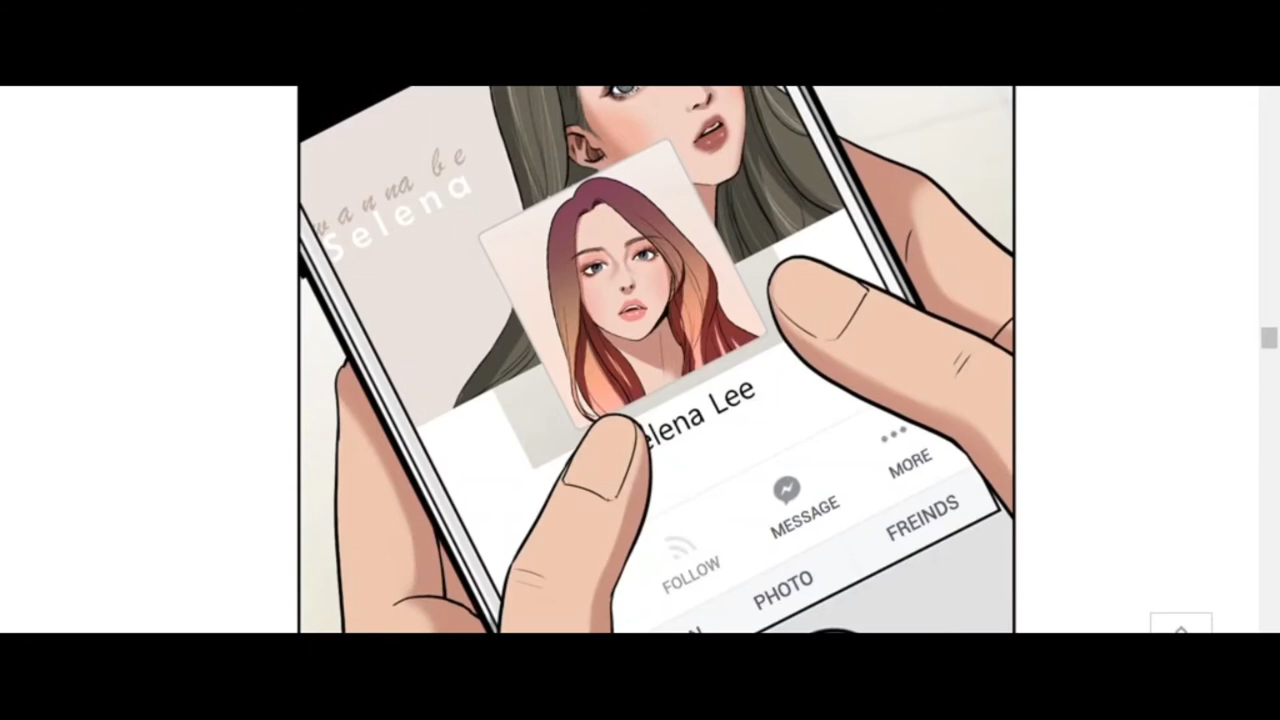 wanna be
Selena
elena Lee
FOLLOW
MESSAGE
MORE
PHOTO
FREINDS